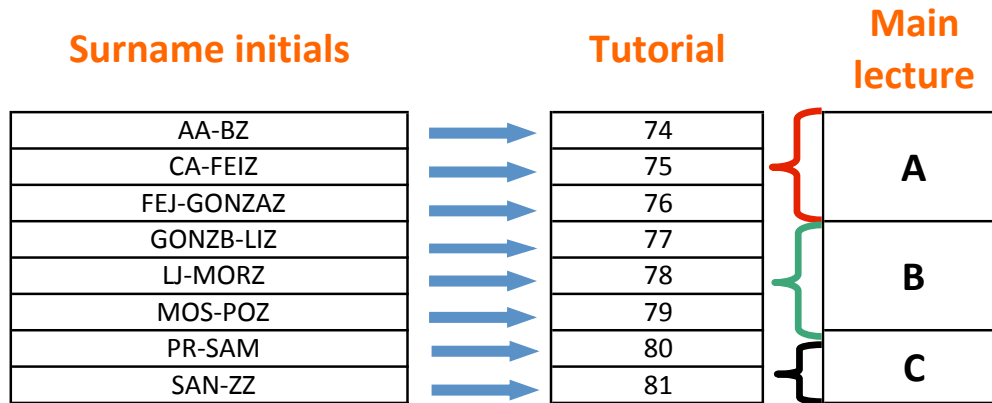 Surname initials Tutorial Main lecture
AA-BZ 74
CA-FEIZ 75 A
FEJ-GONZAZ 76
GONZB-LIZ 77
LJ-MORZ 78 B
MOS-POZ 79
PR-SAM 80
SAN-ZZ 81 C